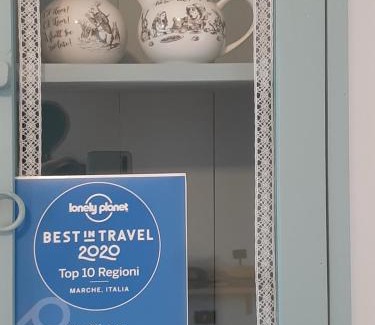 lonely planet
BEST IN TRAVEL
2020
Top 10 Regioni
MARCHE, ITALIA